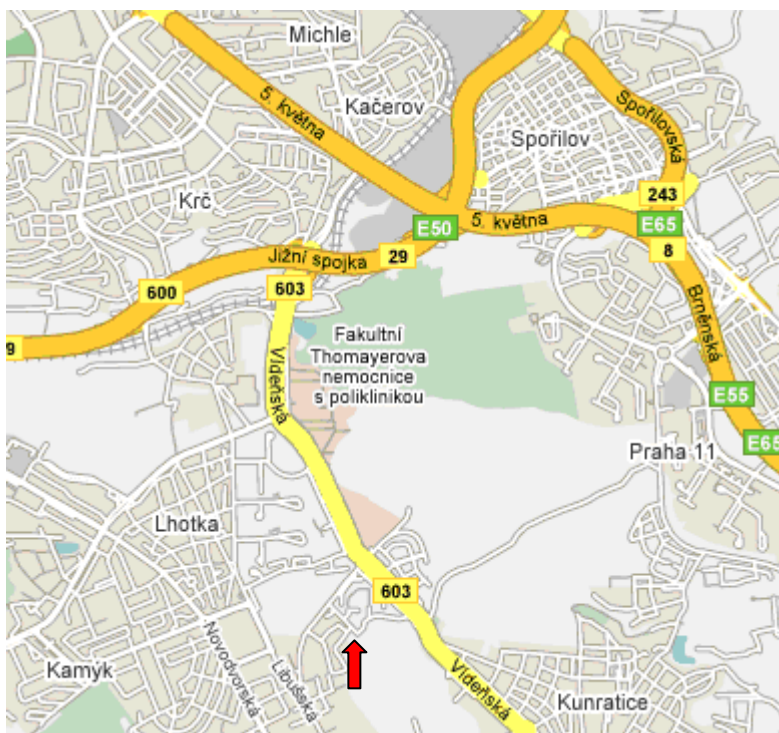 Michle
5. května
Kačerov
Spořilov
Spořilovská
Krč
243
E50
5. května
E65
8
Jižní spojka
29
600
603
Brněnská
9
Fakultní
Thomayerova
nemocnice
s poliklinikou
Vídeňská
E55
E65
Praha 11
Lhotka
603
Novodvorská
Libušská
Kamýk
Vídeňská
Kunratice